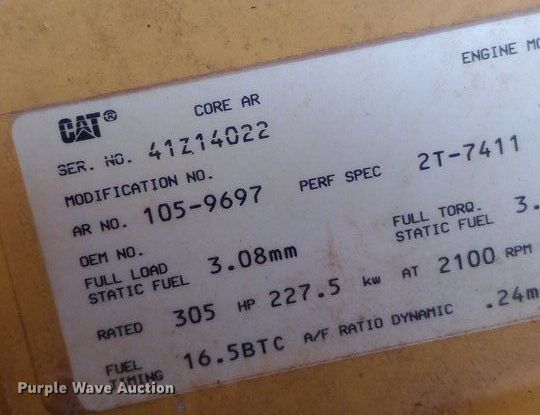 ENGINE MO
CAT® CORE AR
SER. NO. 41Z14022
MODIFICATION NO.
AR NO. 105-9697 PERF SPEC 2T-7411
OEM NO.
FULL LOAD STATIC FUEL 3.08mm FULL TORQ. STATIC FUEL 3.
RATED 305 HP 227.5 kW AT 2100 RPM
FUEL TIMING 16.5BTC A/F RATIO DYNAMIC .24m
Purple Wave Auction